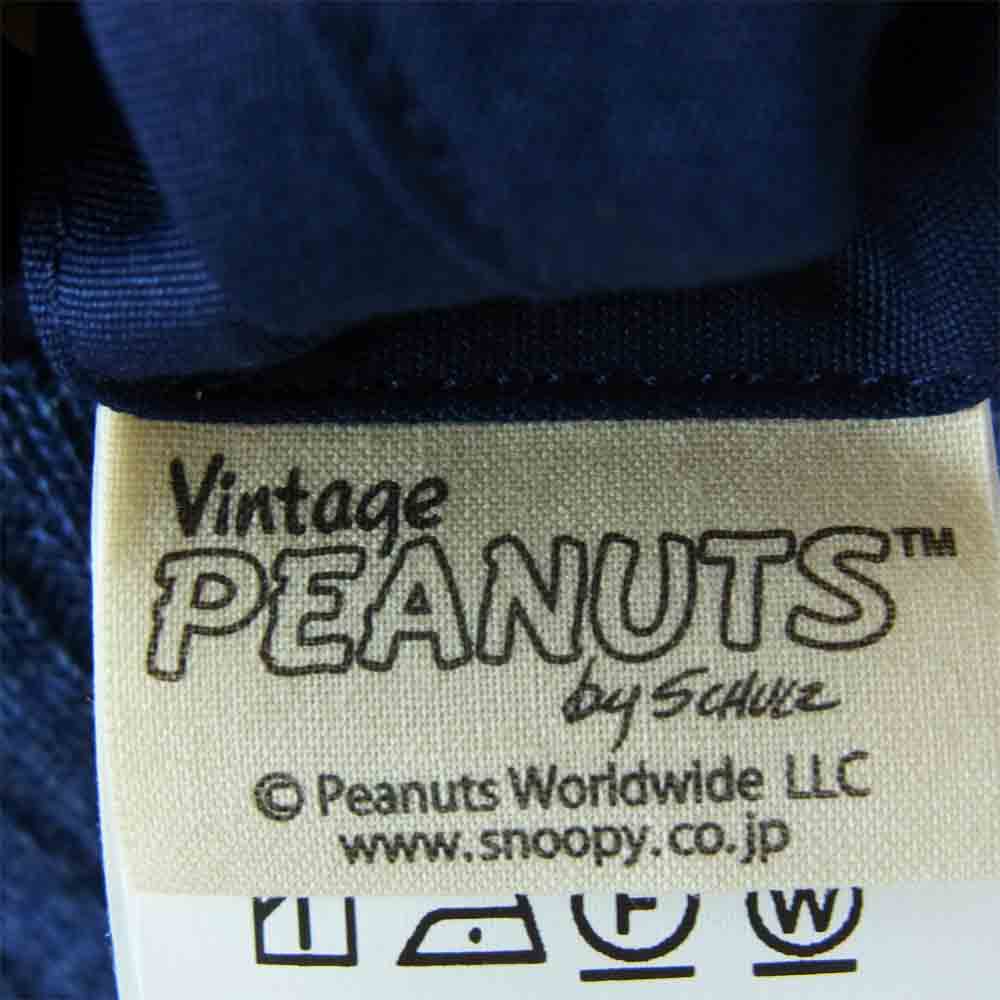 Vintage
PEANUTS™
by SCHULZ
© Peanuts Worldwide LLC
www.snoopy.co.jp
F W